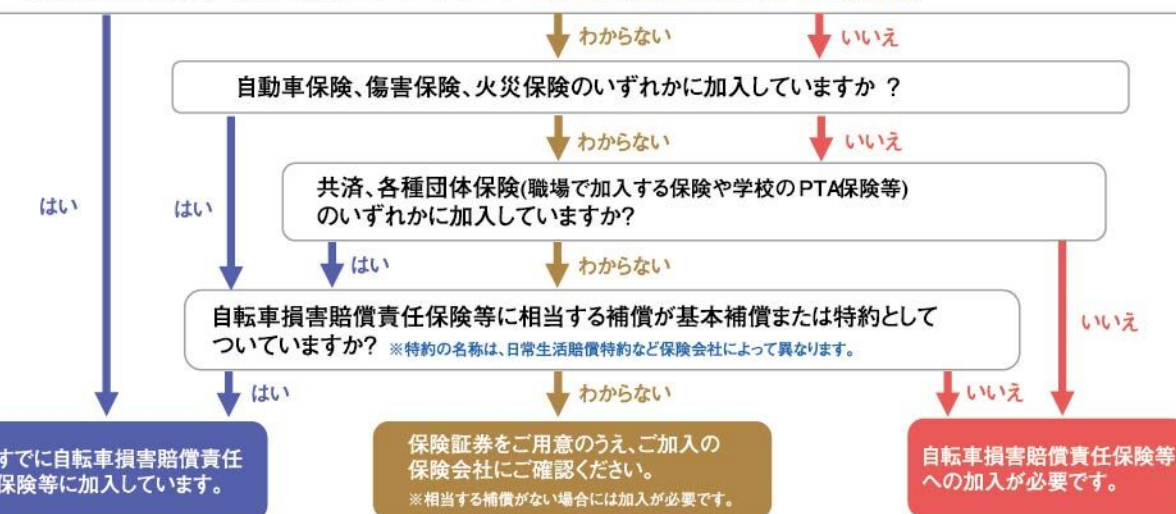 わからない
いいえ
自動車保険、傷害保険、火災保険のいずれかに加入していますか ？
わからない
いいえ
共済、各種団体保険(職場で加入する保険や学校のPTA保険等)
のいずれかに加入していますか?
はい
はい
はい
わからない
自転車損害賠償責任保険等に相当する補償が基本補償または特約として
ついていますか? ※特約の名称は、日常生活賠償特約など保険会社によって異なります。
いいえ
はい
わからない
いいえ
すでに自転車損害賠償責任
保険等に加入しています。
保険証券をご用意のうえ、ご加入の
保険会社にご確認ください。
※相当する補償がない場合には加入が必要です。
自転車損害賠償責任保険等
への加入が必要です。